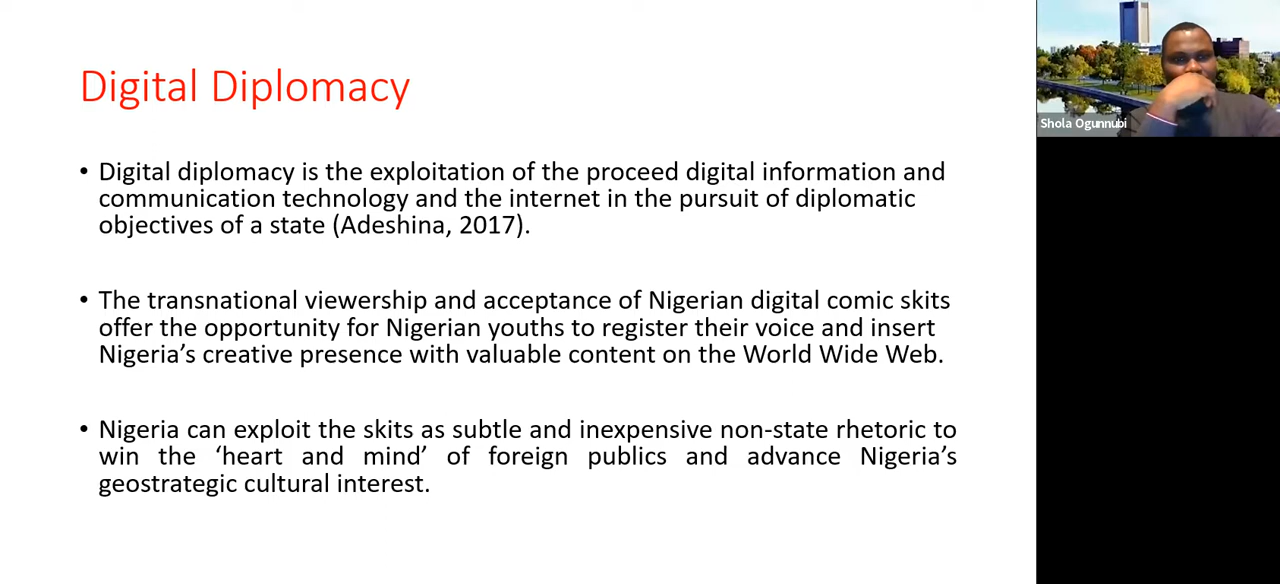 Digital Diplomacy
• Digital diplomacy is the exploitation of the proceed digital information and
communication technology and the internet in the pursuit of diplomatic
objectives of a state (Adeshina, 2017).
• The transnational viewership and acceptance of Nigerian digital comic skits
offer the opportunity for Nigerian youths to register their voice and insert
Nigeria’s creative presence with valuable content on the World Wide Web.
• Nigeria can exploit the skits as subtle and inexpensive non-state rhetoric to
win the ‘heart and mind’ of foreign publics and advance Nigeria’s
geostrategic cultural interest.
Shola Ogunnubi